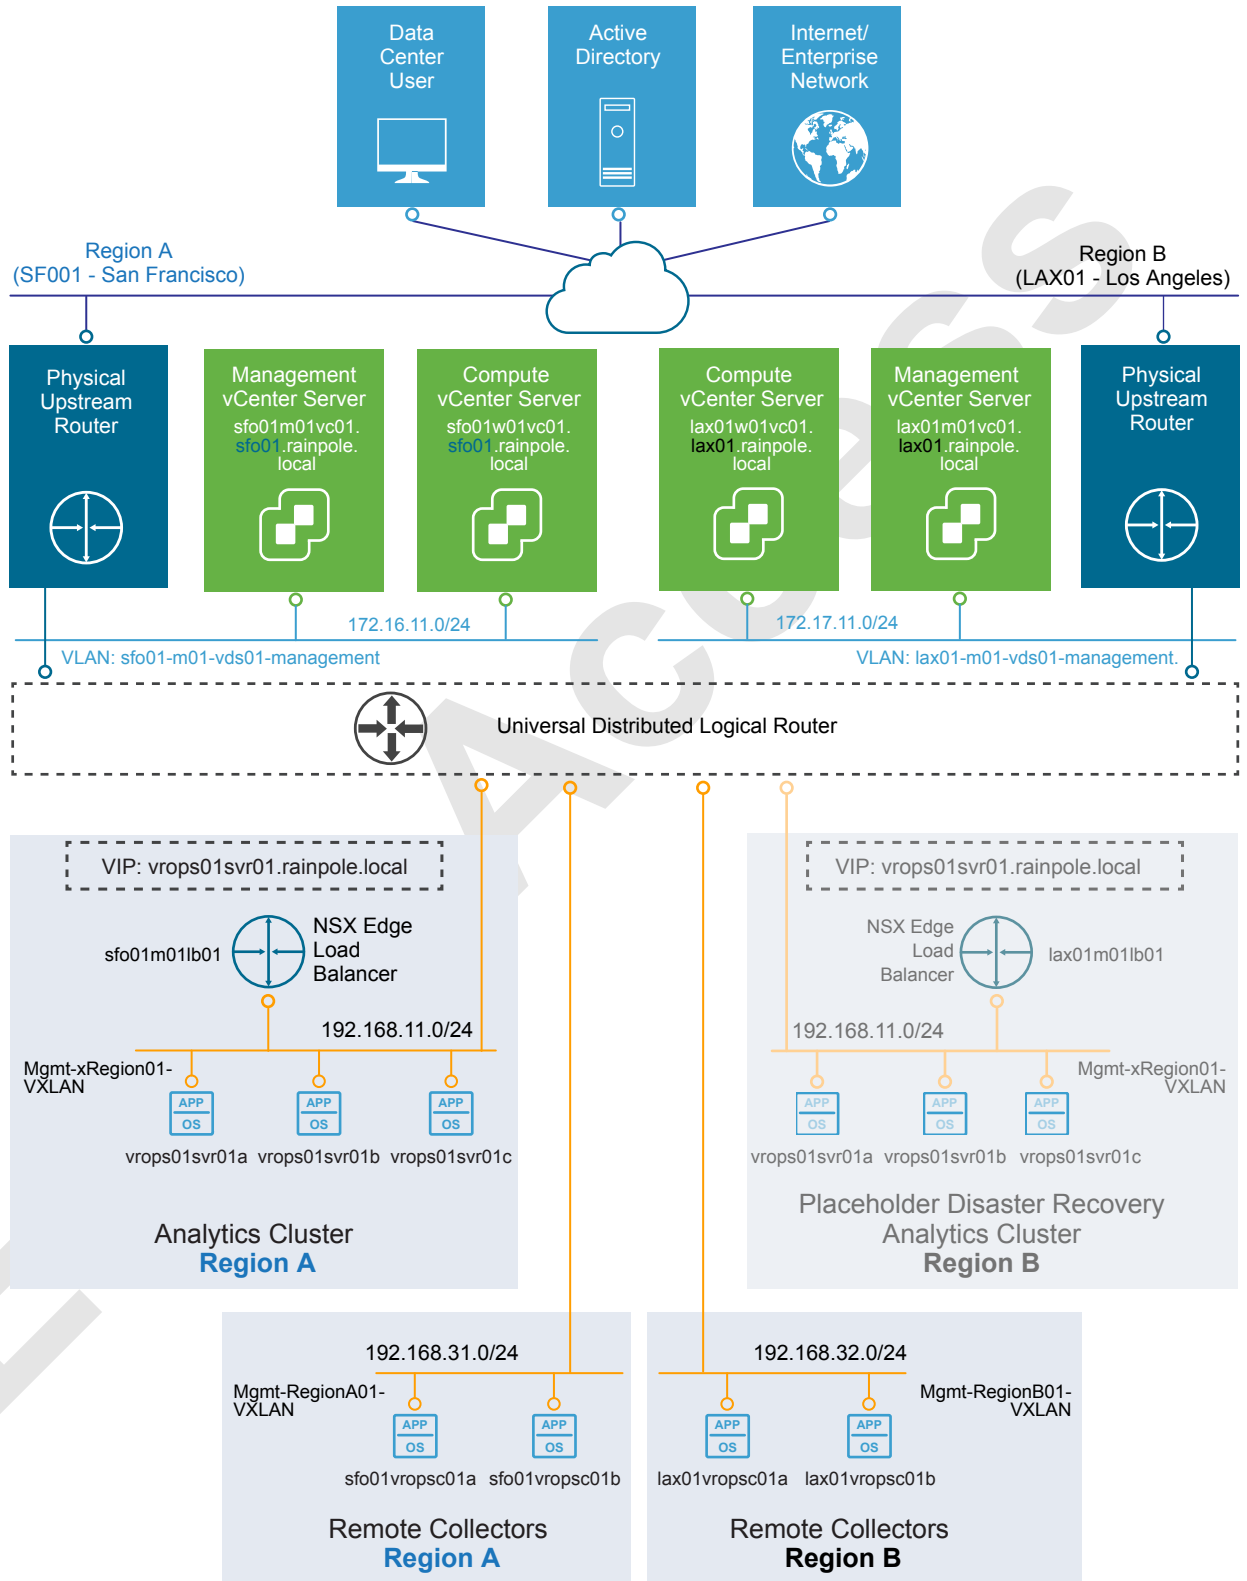 Data
Center
User
Active
Directory
Internet/
Enterprise
Network
Region A
(SF001 - San Francisco)
Region B
(LAX01 - Los Angeles)
Physical
Upstream
Router
Management
vCenter Server
sfo01m01vc01.
sfo01.rainpole.
local
Compute
vCenter Server
sfo01w01vc01.
sfo01.rainpole.
local
Compute
vCenter Server
lax01w01vc01.
lax01.rainpole.
local
Management
vCenter Server
lax01m01vc01.
lax01.rainpole.
local
Physical
Upstream
Router
172.16.11.0/24
VLAN: sfo01-m01-vds01-management
172.17.11.0/24
VLAN: lax01-m01-vds01-management.
Universal Distributed Logical Router
VIP: vrops01svr01.rainpole.local
sfo01m01lb01
NSX Edge
Load
Balancer
192.168.11.0/24
Mgmt-xRegion01-
VXLAN
APP
OS
APP
OS
APP
OS
vrops01svr01a
vrops01svr01b
vrops01svr01c
Analytics Cluster
Region A
VIP: vrops01svr01.rainpole.local
NSX Edge
Load
Balancer
lax01m01lb01
192.168.11.0/24
Mgmt-xRegion01-
VXLAN
APP
OS
APP
OS
APP
OS
vrops01svr01a
vrops01svr01b
vrops01svr01c
Placeholder Disaster Recovery
Analytics Cluster
Region B
192.168.31.0/24
Mgmt-RegionA01-
VXLAN
APP
OS
APP
OS
sfo01vropsc01a
sfo01vropsc01b
Remote Collectors
Region A
192.168.32.0/24
Mgmt-RegionB01-
VXLAN
APP
OS
APP
OS
lax01vropsc01a
lax01vropsc01b
Remote Collectors
Region B
Access